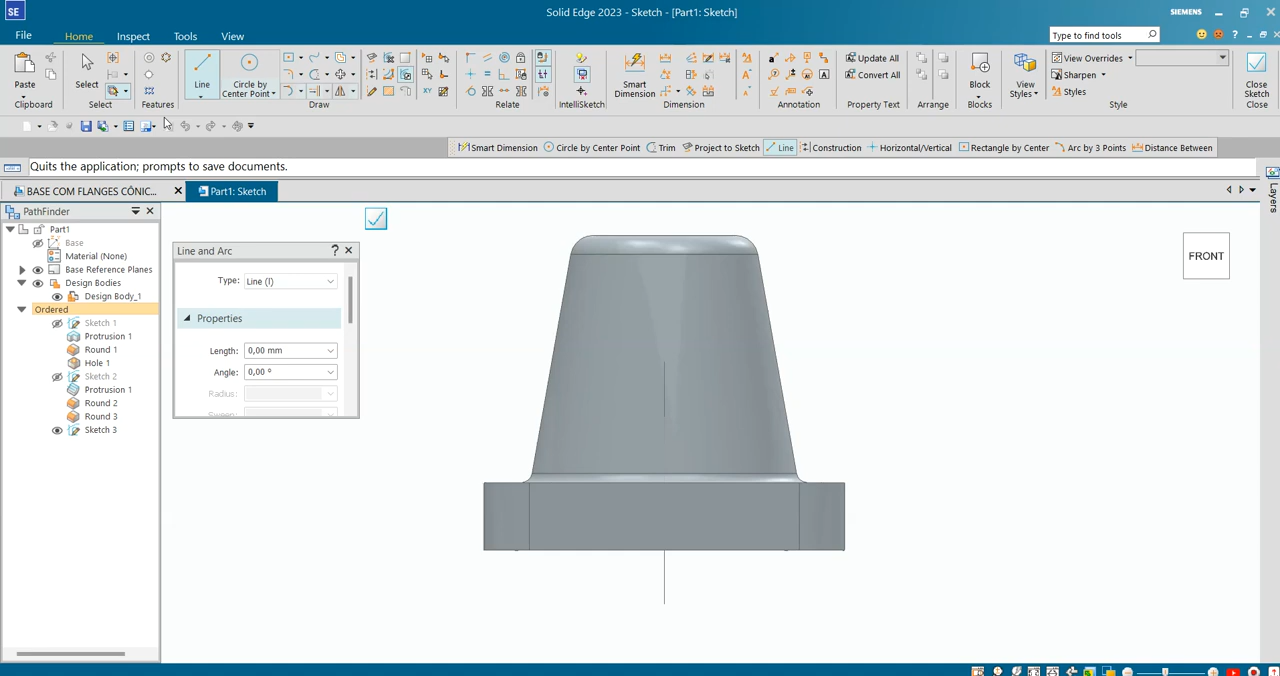 SE
Solid Edge 2023 - Sketch - [Part1: Sketch]
SIEMENS
File
Home
Inspect
Tools
View
Type to find tools
Paste
Clipboard
Select
Select
Features
Line
Circle by
Center Point
Draw
Relate
IntelliSketch
Smart
Dimension
Dimension
Annotation
Update All
Convert All
Property Text
Arrange
Block
Blocks
View
Styles
View Overrides
Sharpen
Styles
Style
Close
Sketch
Close
Smart Dimension
Circle by Center Point
Trim
Project to Sketch
Line
Construction
Horizontal/Vertical
Rectangle by Center
Arc by 3 Points
Distance Between
Quits the application; prompts to save documents.
BASE COM FLANGES CÔNIC...
Part1: Sketch
Layers
PathFinder
Part1
Base
Material (None)
Base Reference Planes
Design Bodies
Design Body_1
Ordered
Sketch 1
Protrusion 1
Round 1
Hole 1
Sketch 2
Protrusion 1
Round 2
Round 3
Sketch 3
Line and Arc
?
Type: Line (l)
Properties
Length: 0,00 mm
Angle: 0,00 °
Radius:
FRONT